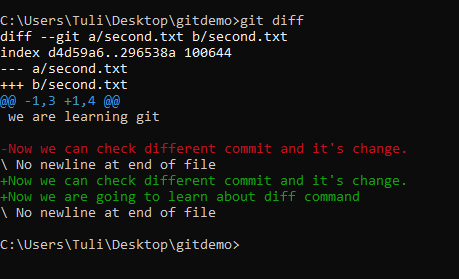 C:\Users\Tuli\Desktop\gitdemo>git diff
diff --git a/second.txt b/second.txt
index d4d59a6..296538a 100644
--- a/second.txt
+++ b/second.txt
@@ -1,3 +1,4 @@
 we are learning git
-Now we can check different commit and it's change.
\ No newline at end of file
+Now we can check different commit and it's change.
+Now we are going to learn about diff command
\ No newline at end of file
C:\Users\Tuli\Desktop\gitdemo>